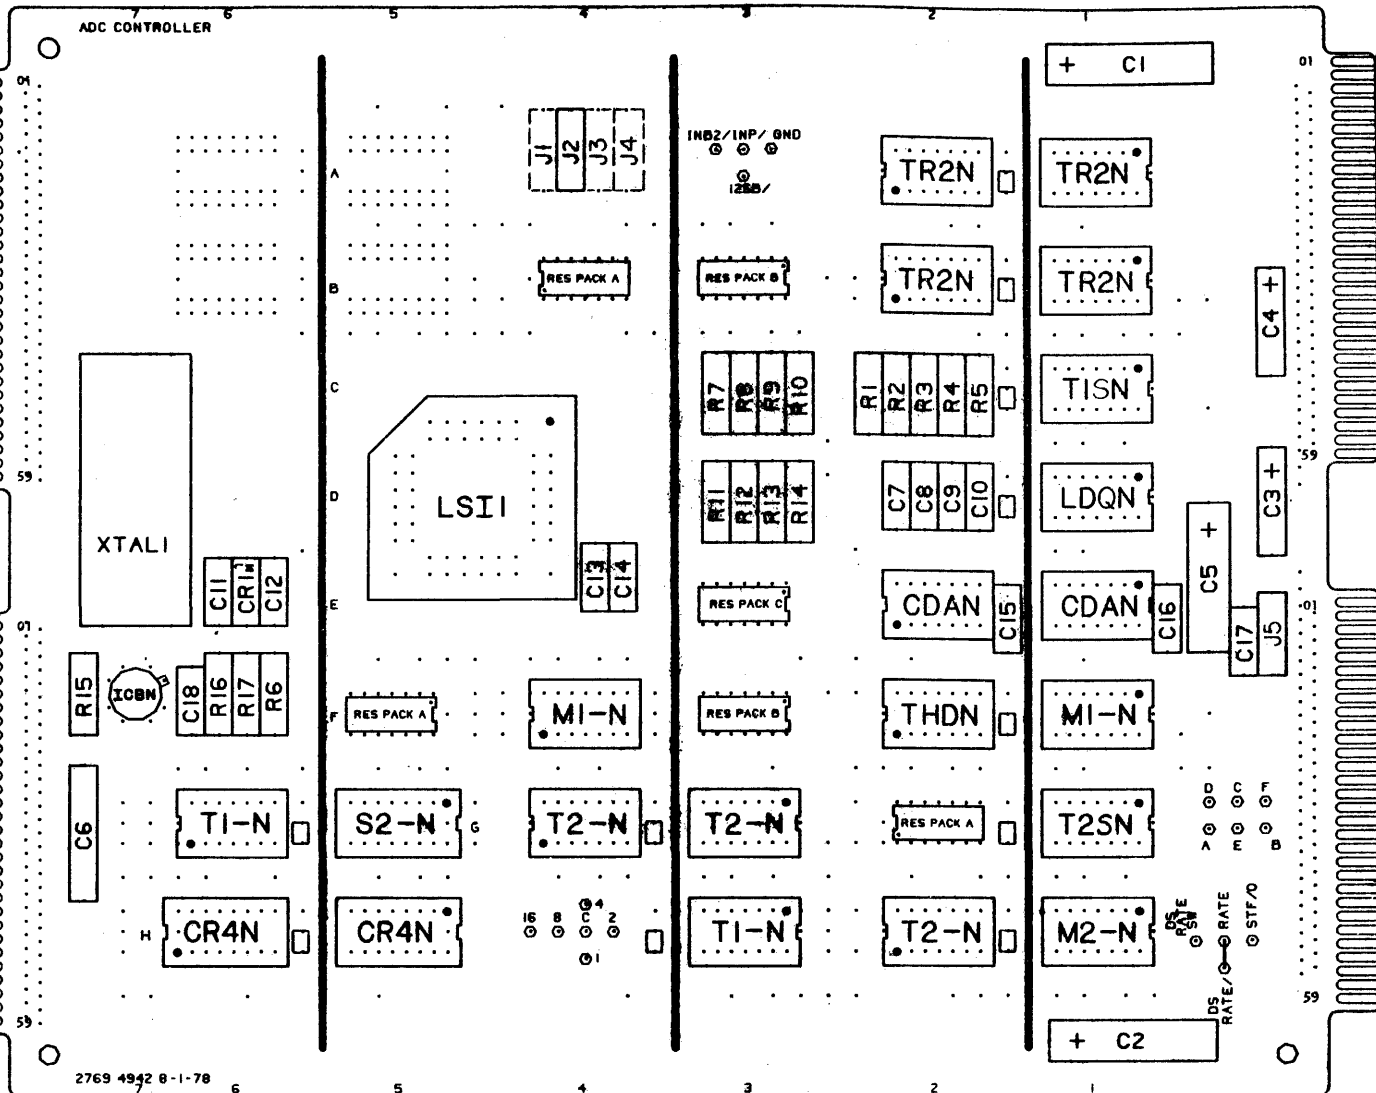 7 6 5 4 3 2 1
ADC CONTROLLER
+ C1
01 01
J1 J2 J3 J4
INB2/INP/ GND
12SB/
A TR2N TR2N
B RES PACK A RES PACK B TR2N TR2N
C4 +
C R7 R8 R9 R10 R1 R2 R3 R4 R5 TISN
59 59
D LSI1 R11 R12 R13 R14 C7 C8 C9 C10 LDQN
C3 +
XTAL1
C5 +
C11 CR1 C12 C13 C14
E RES PACK C CDAN C15 CDAN C16 C17 J5
01 01
R15 ICBN C18 R16 R17 R6
F RES PACK A M1-N RES PACK B THDN M1-N
D C F
C6 T1-N S2-N G T2-N T2-N RES PACK A T2SN
A E B
4
16 8 C 2
1
H CR4N CR4N T1-N T2-N M2-N
DS RATE SW
RATE
STF/O
DS RATE/
59 59
+ C2
2769 4942 8-1-78
7 6 5 4 3 2 1